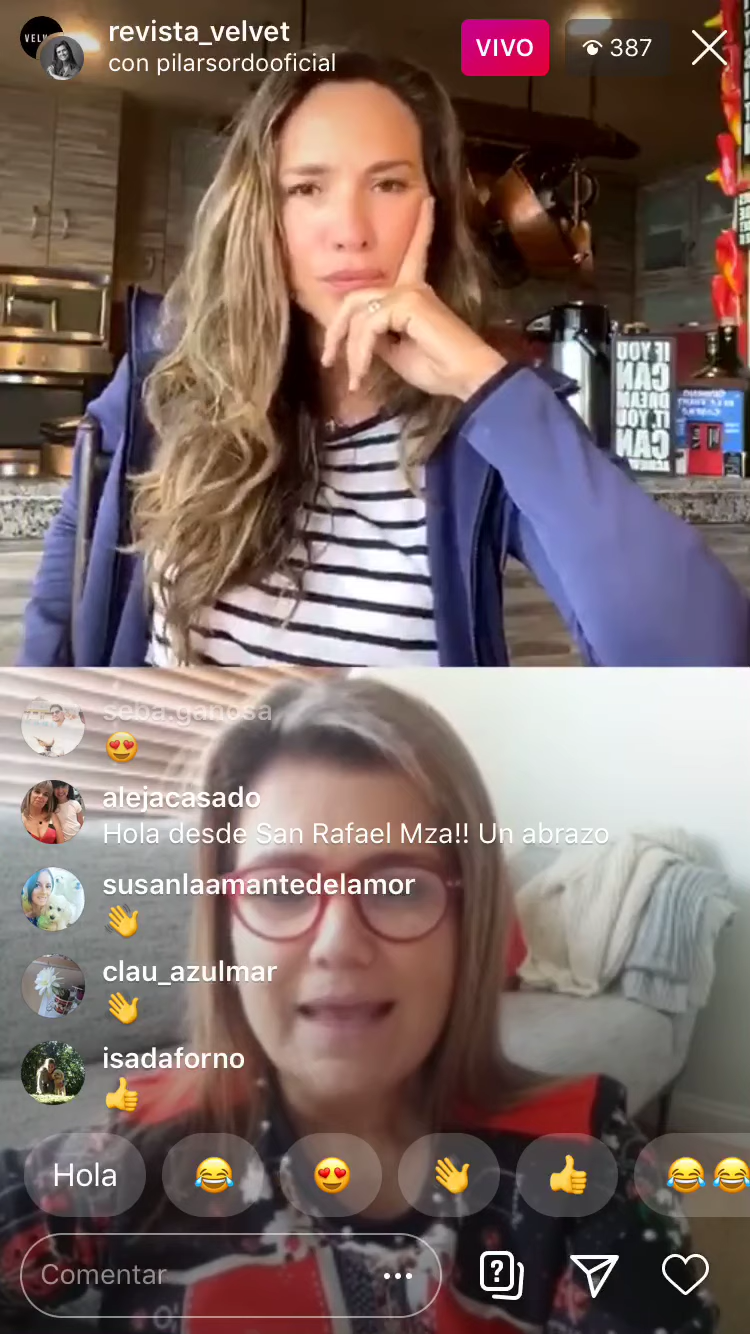 VELV
revista_velvet
con pilarsordooficial
VIVO
387
IF YOU
CAN
DREAM
IT, YOU
CAN
seba.ganosa
😍
alejacasado
Hola desde San Rafael Mza!! Un abrazo
susanlaamantedelamor
👋
clau_azulmar
👋
isadaforno
👍
Hola
😂
😍
👋
👍
😂😂
Comentar